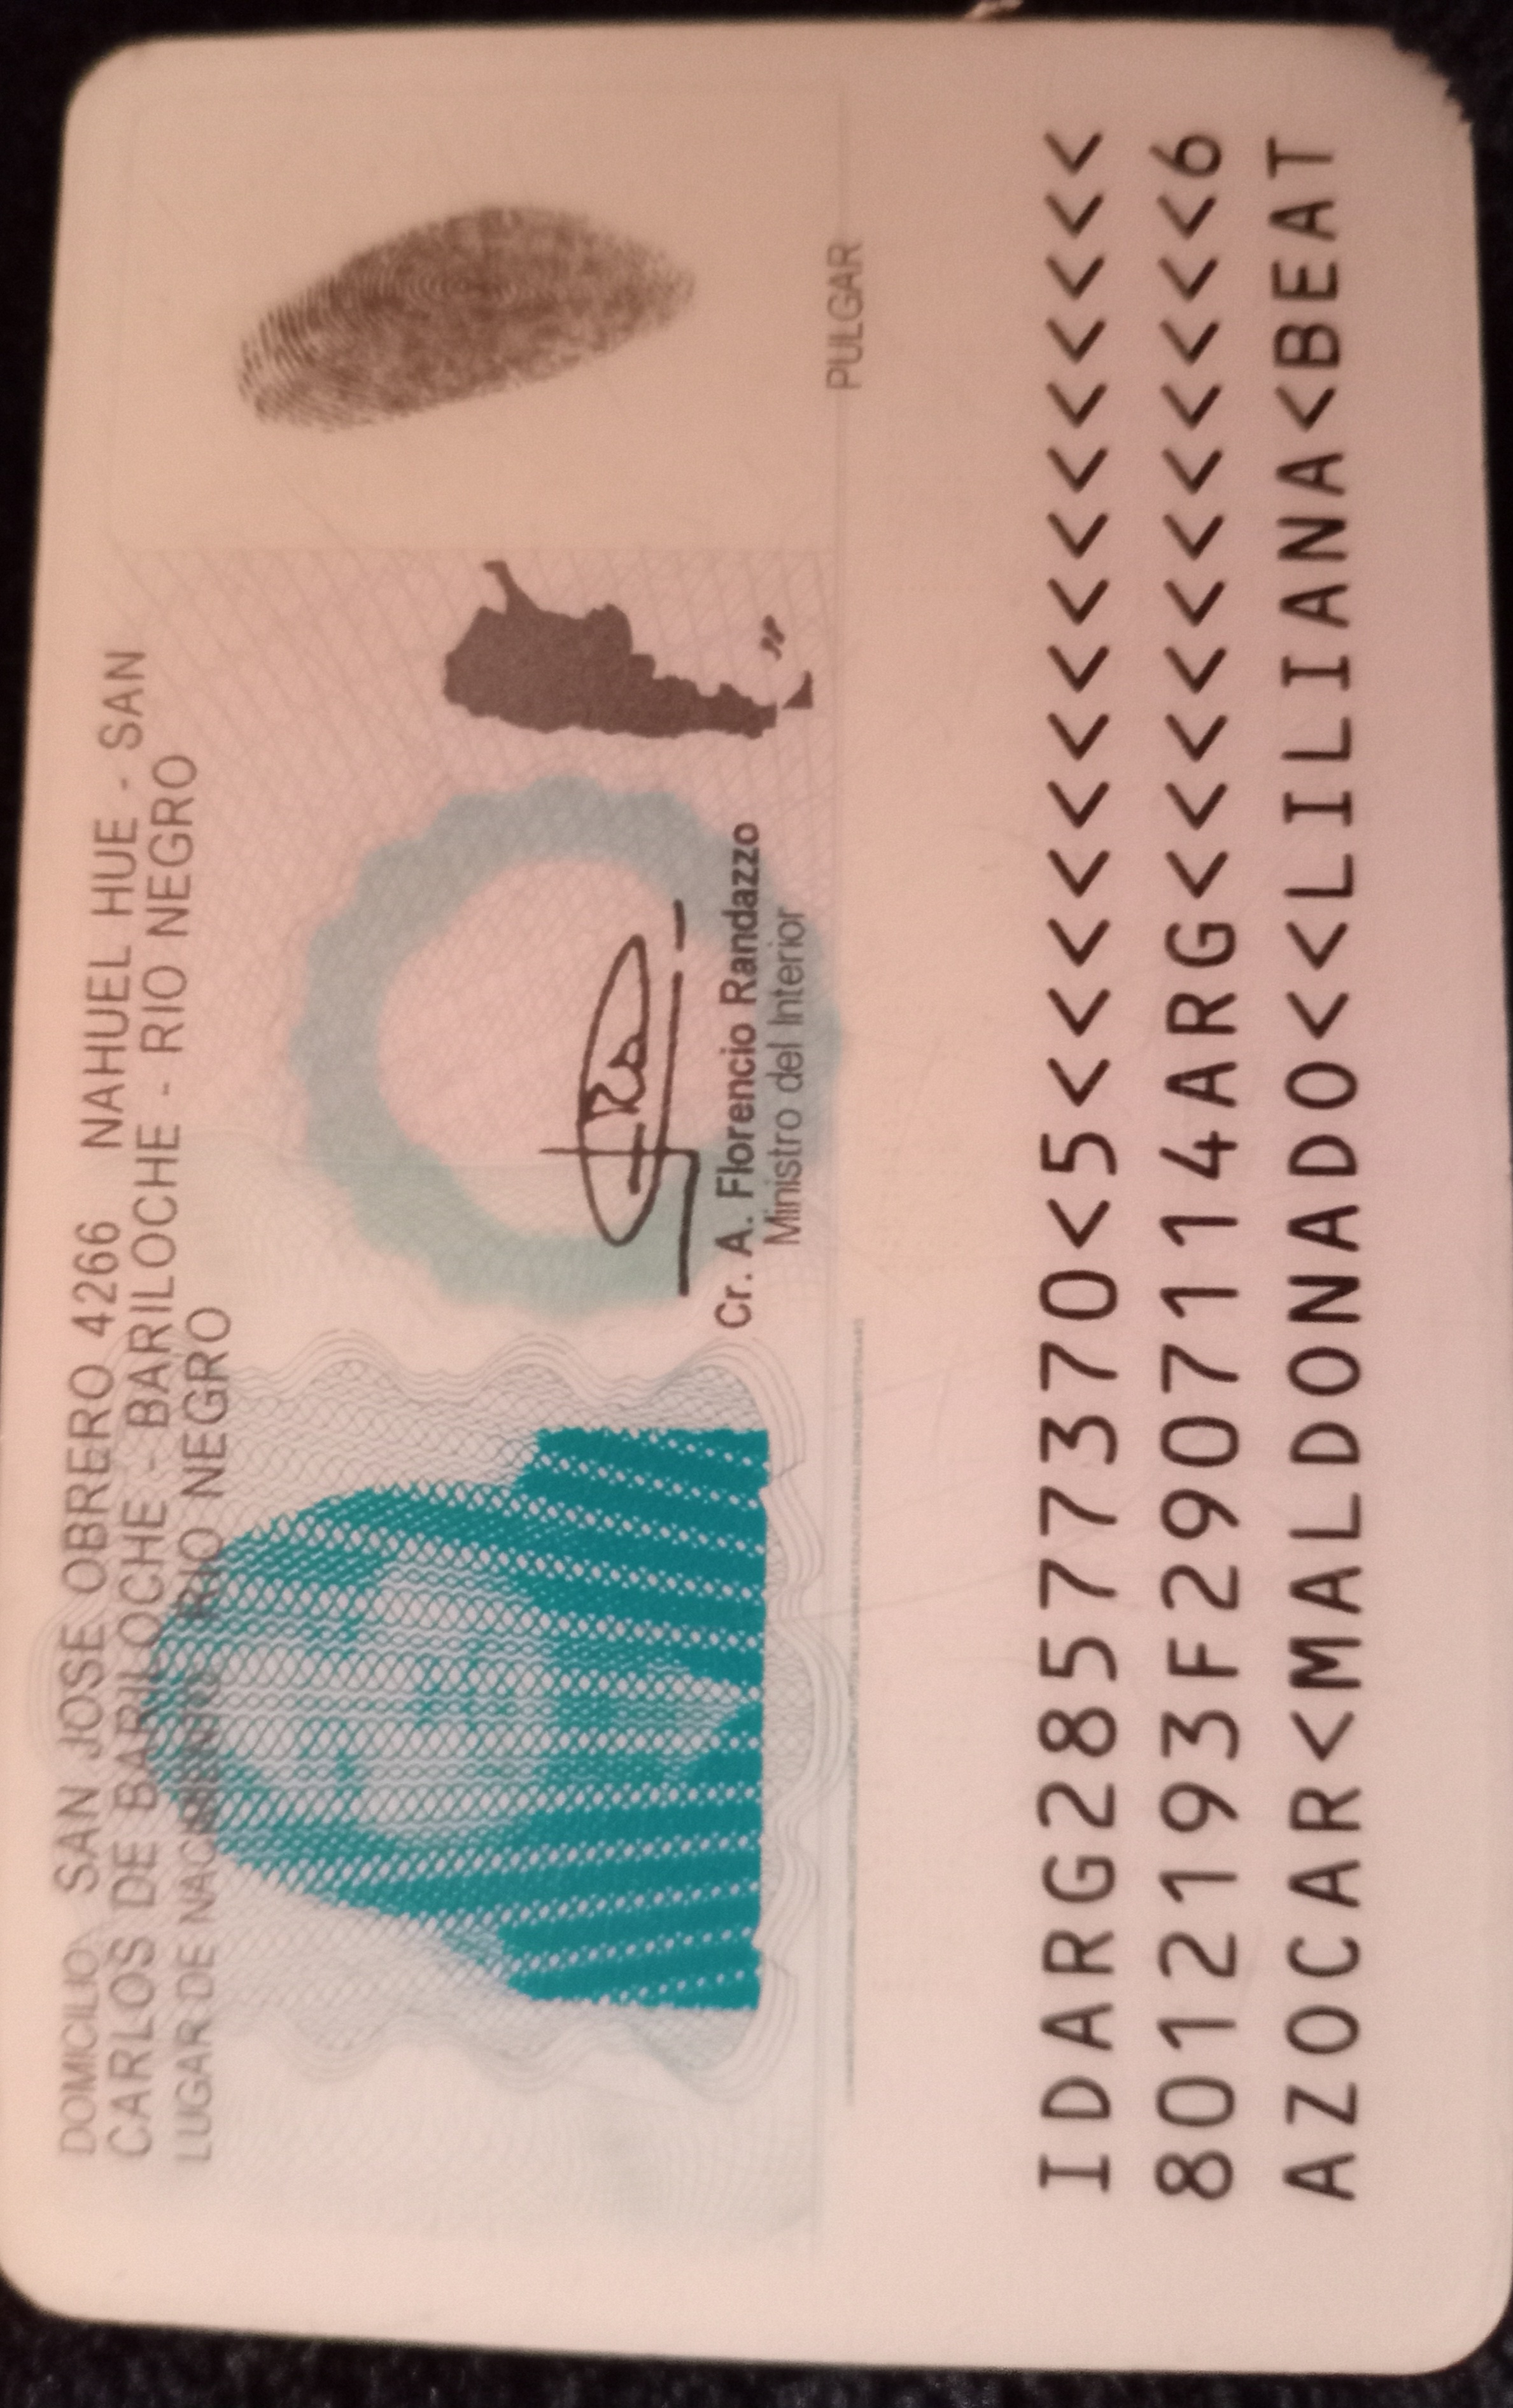 DOMICILIO SAN JOSE OBRERO 4266 NAHUEL HUE - SAN
CARLOS DE BARILOCHE - BARILOCHE - RIO NEGRO
LUGAR DE NACIMIENTO RIO NEGRO
PULGAR
Cr. A. Florencio Randazzo
Ministro del Interior
IDARG28577370<5<<<<<<<<<<<<<<<
8012193F2907114ARG<<<<<<<<<<<6
AZOCAR<MALDONADO<<LILIANA<BEAT